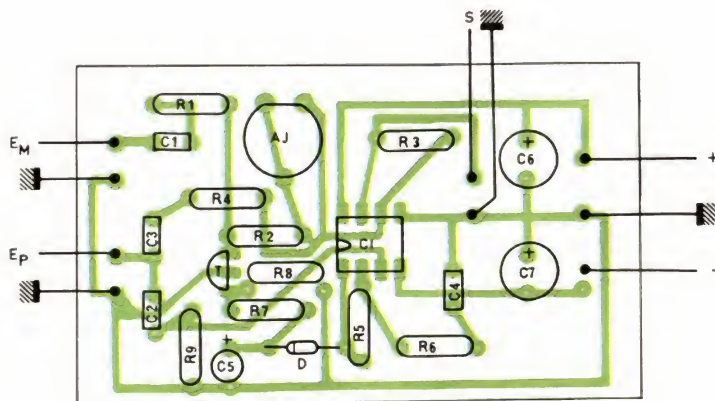 S
R1
EM
C1
AJ
R3
+
C6
+
R4
C3
EP
R2
CI
T
R8
+
C7
-
C2
R7
C4
R9
+
C5
D
R5
R6